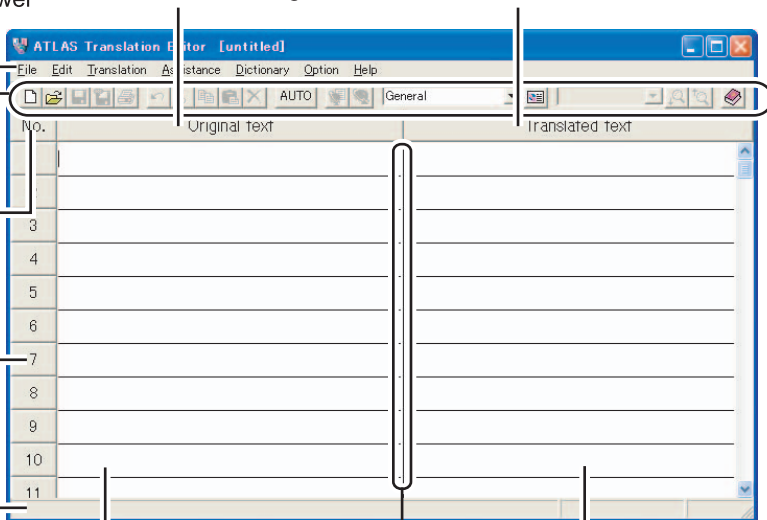 ATLAS Translation Editor [untitled]
File Edit Translation Assistance Dictionary Option Help
AUTO General
No. Original text Translated text
3
4
5
6
7
8
9
10
11